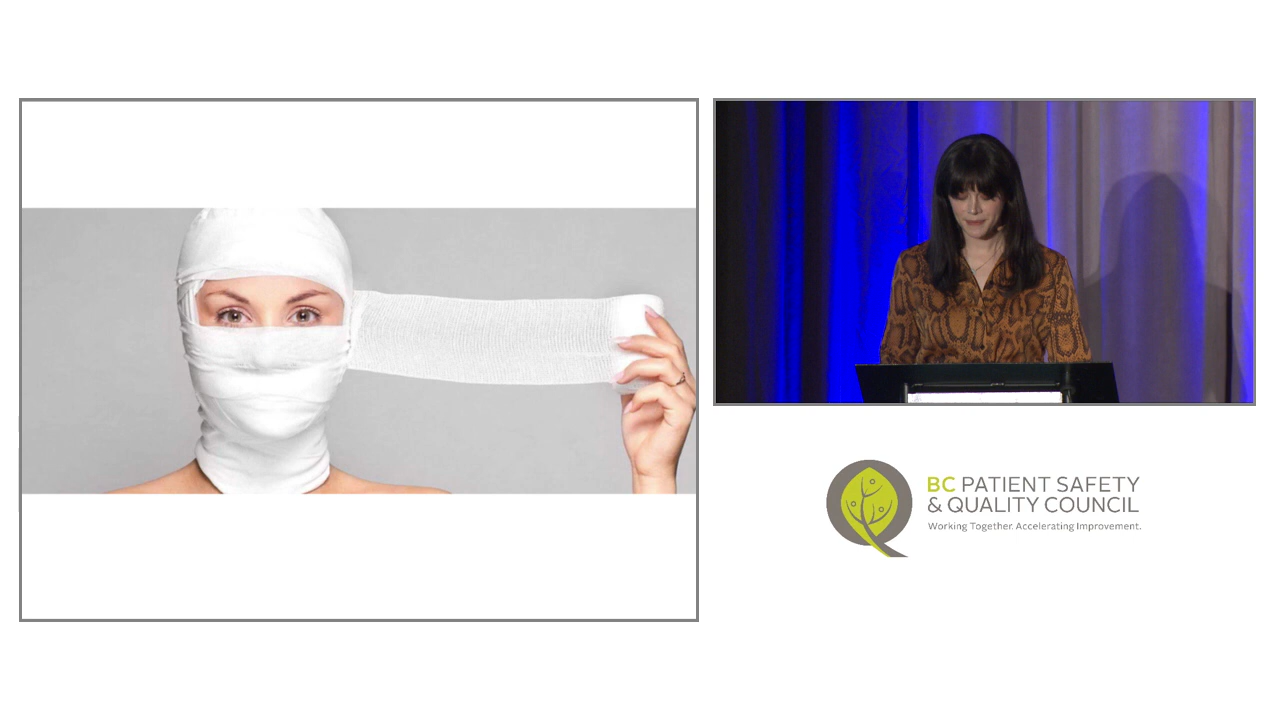 BC PATIENT SAFETY
& QUALITY COUNCIL
Working Together. Accelerating Improvement.